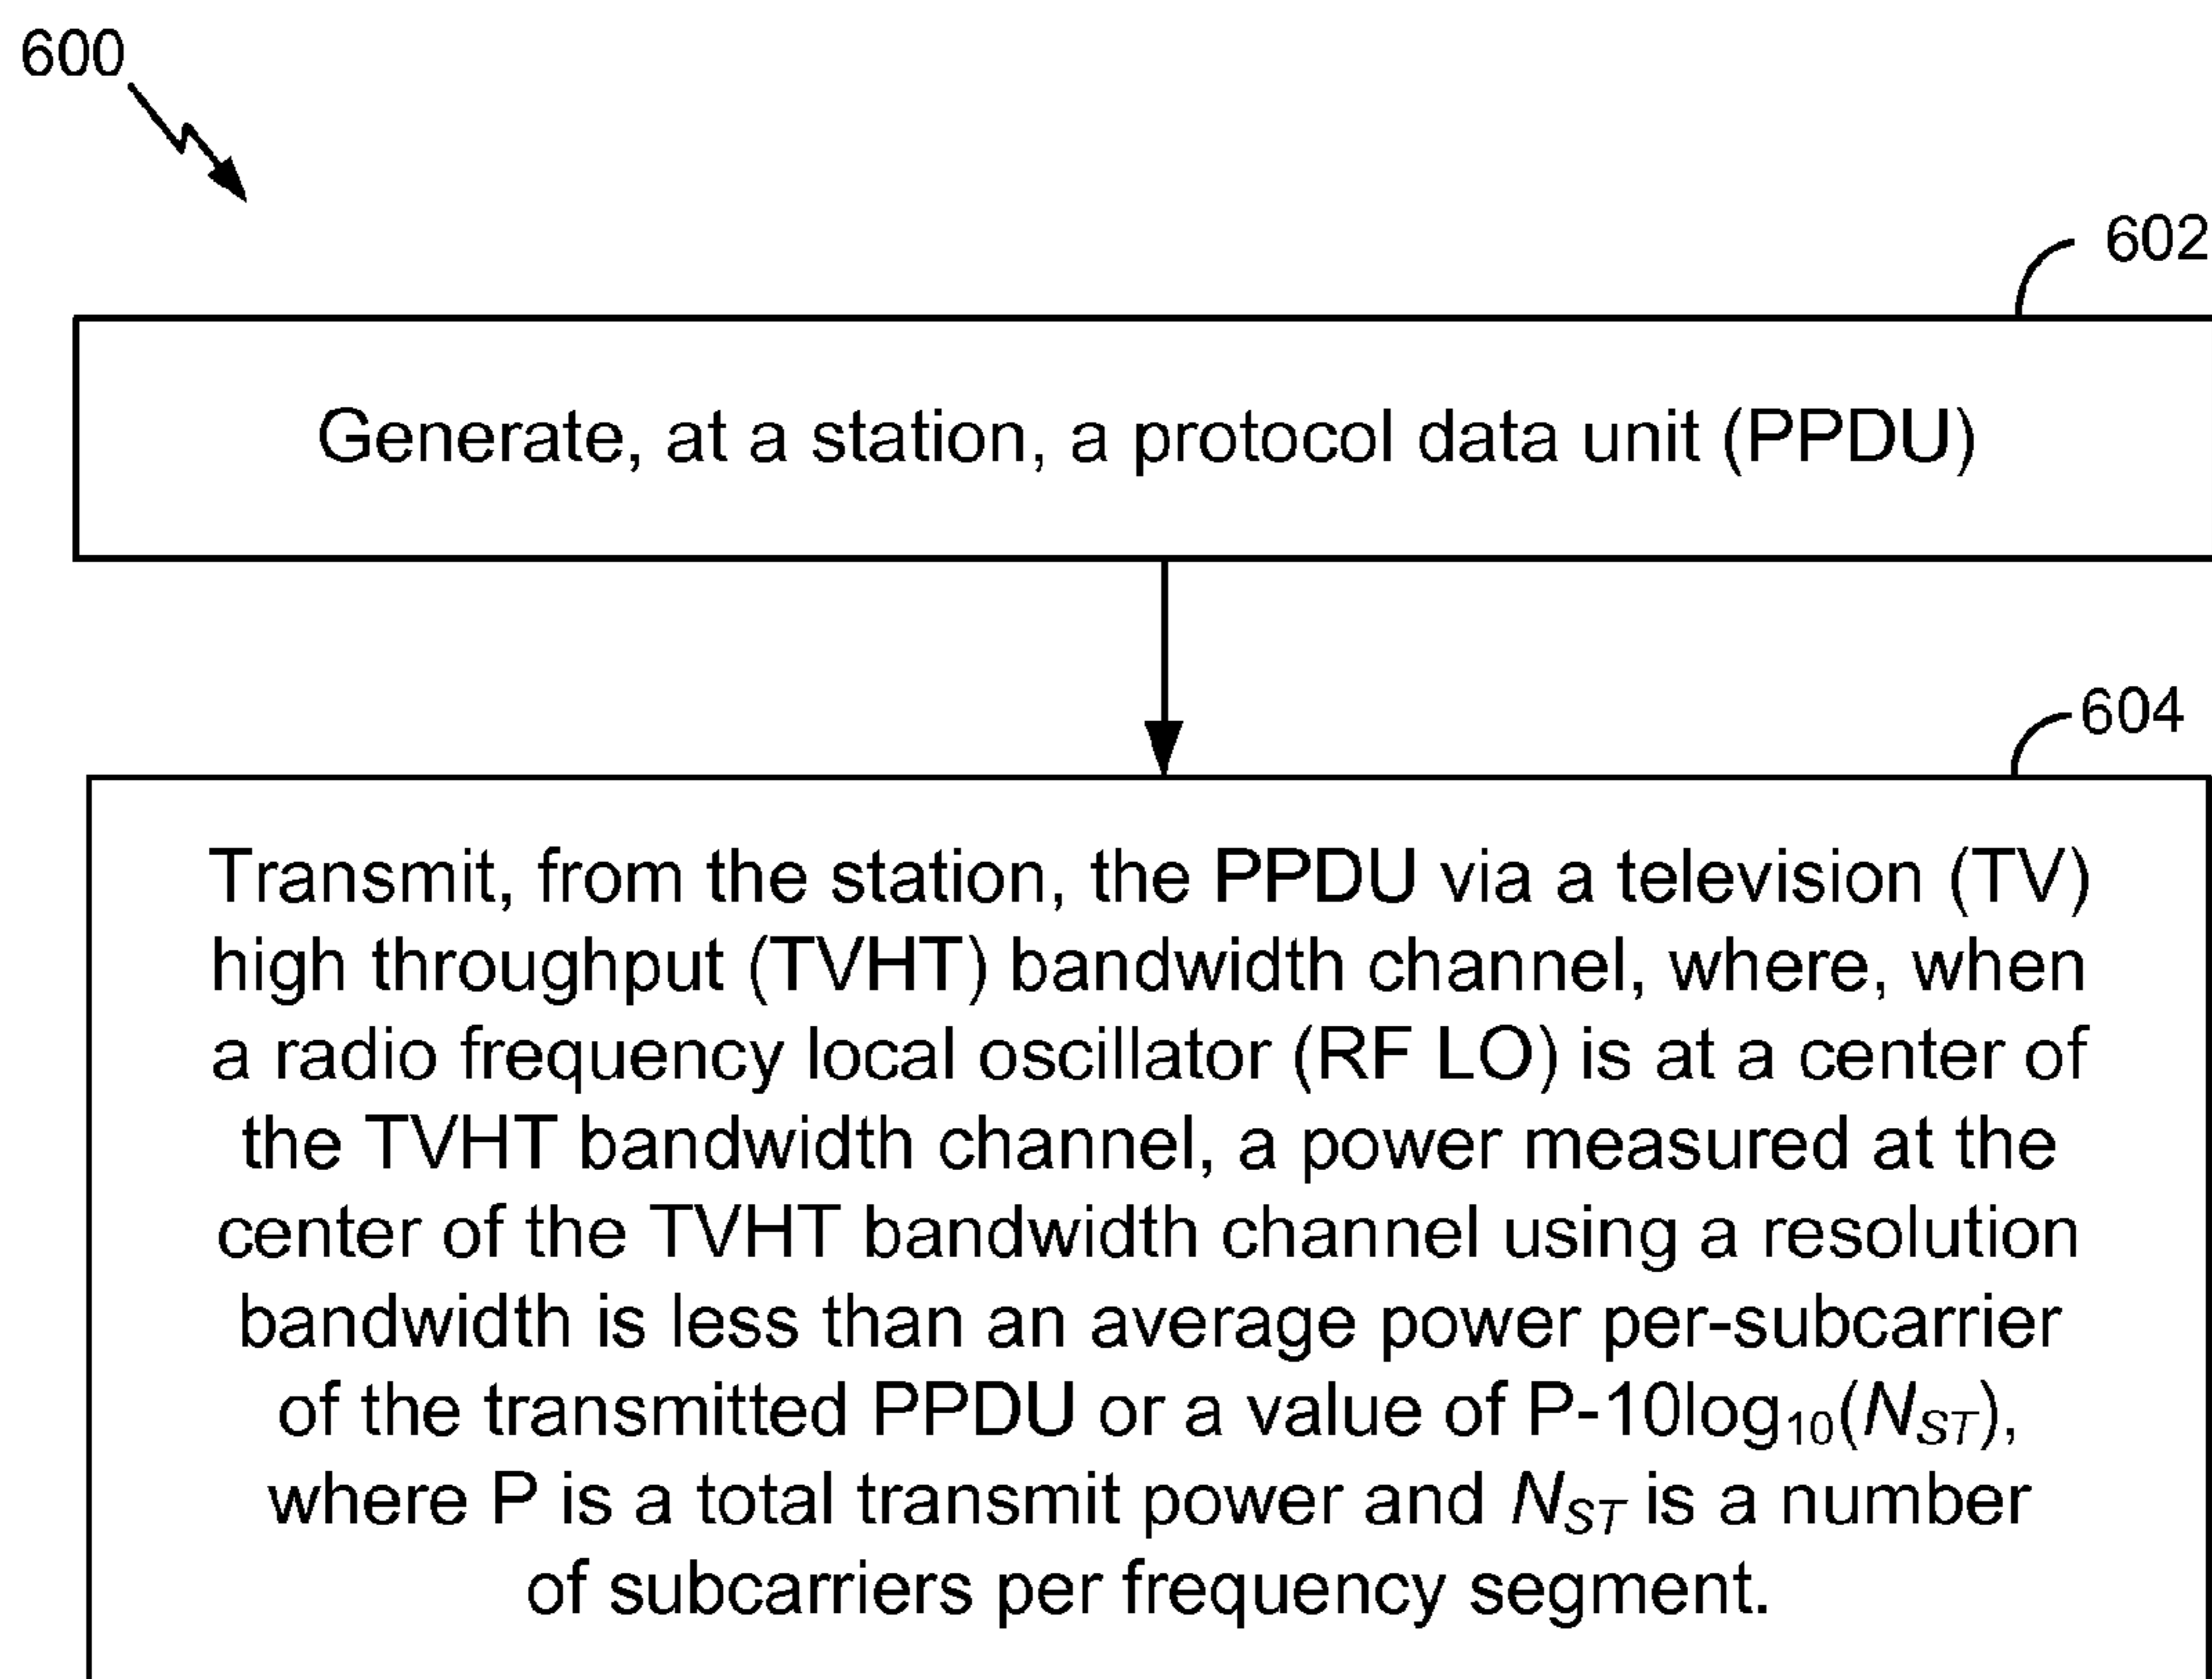 600
602
Generate, at a station, a protocol data unit (PPDU)
604
Transmit, from the station, the PPDU via a television (TV)
high throughput (TVHT) bandwidth channel, where, when
a radio frequency local oscillator (RF LO) is at a center of
the TVHT bandwidth channel, a power measured at the
center of the TVHT bandwidth channel using a resolution
bandwidth is less than an average power per-subcarrier
of the transmitted PPDU or a value of P-10log₁₀(N_ST),
where P is a total transmit power and N_ST is a number
of subcarriers per frequency segment.